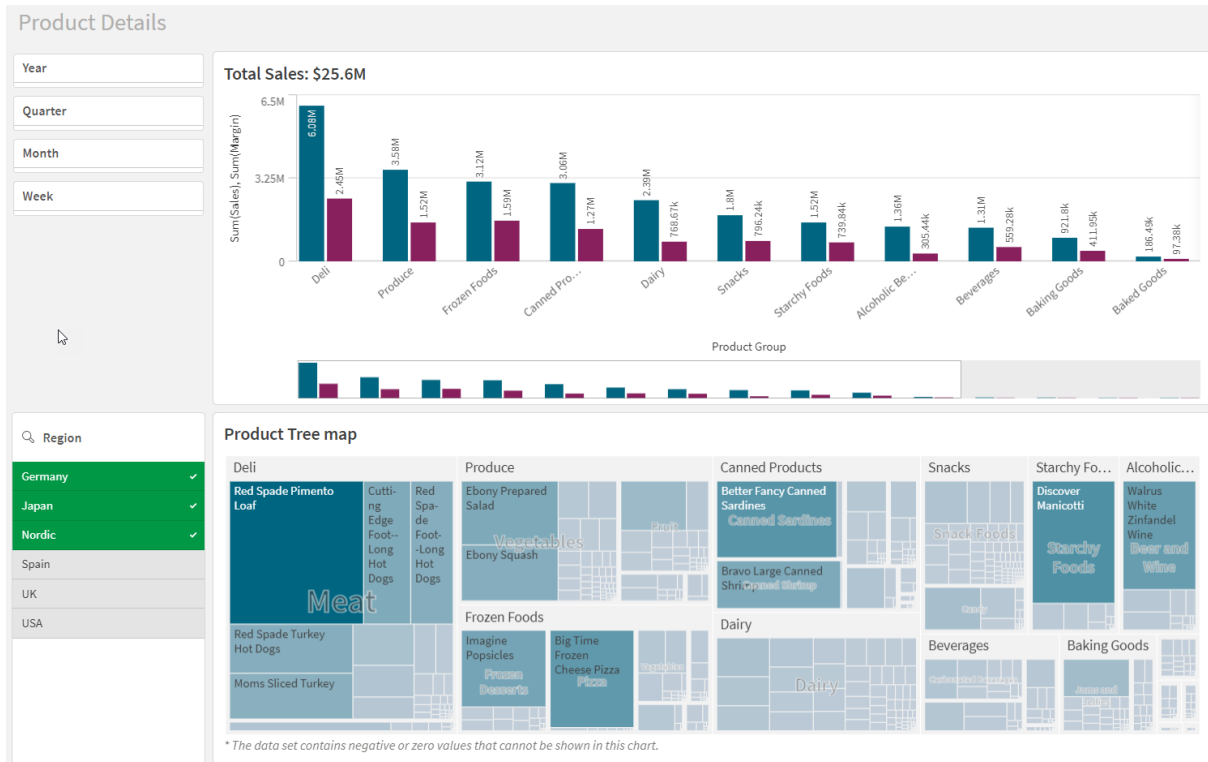 Product Details
Year
Quarter
Month
Week
Total Sales: $25.6M
Sum(Sales), Sum(Margin)
6.5M
3.25M
0
6.08M
2.45M
3.58M
1.52M
3.12M
1.59M
3.06M
1.27M
2.39M
768.67k
1.8M
796.24k
1.52M
739.84k
1.36M
305.44k
1.31M
559.28k
921.8k
411.95k
186.49k
97.38k
Deli
Produce
Frozen Foods
Canned Pro...
Dairy
Snacks
Starchy Foods
Alcoholic Be...
Beverages
Baking Goods
Baked Goods
Product Group
Region
Germany
Japan
Nordic
Spain
UK
USA
Product Tree map
Deli
Red Spade Pimento
Loaf
Cutti-
ng
Edge
Foot--
Long
Hot
Dogs
Red
Spa-
de
Foot-
-Long
Hot
Dogs
Meat
Red Spade Turkey
Hot Dogs
Moms Sliced Turkey
Produce
Ebony Prepared
Salad
Vegetables
Ebony Squash
Fruit
Frozen Foods
Imagine
Popsicles
Frozen
Desserts
Big Time
Frozen
Cheese Pizza
Pizza
Vegetables
Canned Products
Better Fancy Canned
Sardines
Canned Sardines
Bravo Large Canned
Shrimp
Canned Shrimp
Dairy
Dairy
Snacks
Snack Foods
Candy
Starchy Fo...
Discover
Manicotti
Starchy
Foods
Alcoholic...
Walrus
White
Zinfandel
Wine
Beer and
Wine
Beverages
Carbonated Beverages
Baking Goods
Jams and
* The data set contains negative or zero values that cannot be shown in this chart.